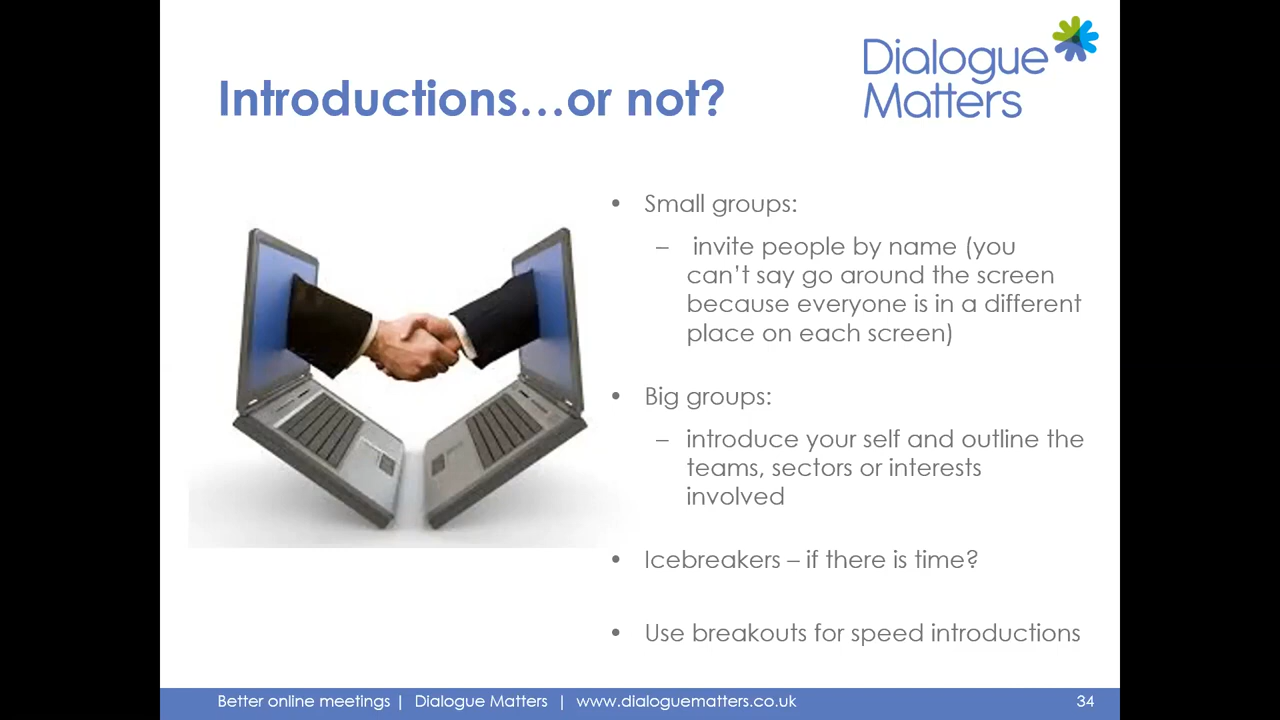 Dialogue
Matters
Introductions…or not?
• Small groups:
– invite people by name (you
can’t say go around the screen
because everyone is in a different
place on each screen)
• Big groups:
– introduce your self and outline the
teams, sectors or interests
involved
• Icebreakers – if there is time?
• Use breakouts for speed introductions
Better online meetings | Dialogue Matters | www.dialoguematters.co.uk 34